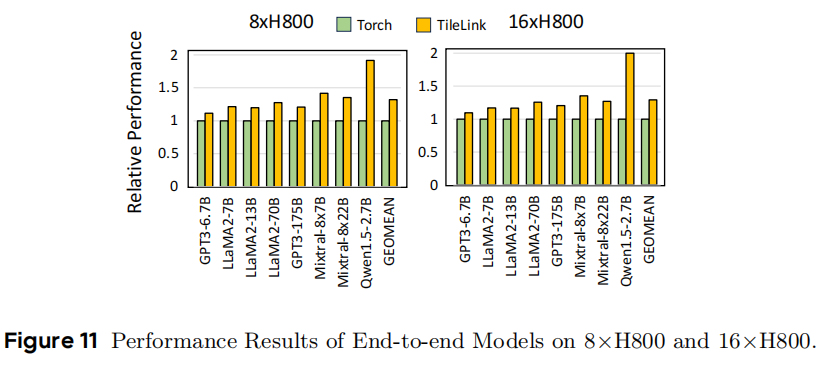 8xH800 Torch TileLink 16xH800
Relative Performance
2
1.5
1
0.5
0
GPT3-6.7B
LLaMA2-7B
LLaMA2-13B
LLaMA2-70B
GPT3-175B
Mixtral-8x7B
Mixtral-8x22B
Qwen1.5-2.7B
GEOMEAN
2
1.5
1
0.5
0
GPT3-6.7B
LLaMA2-7B
LLaMA2-13B
LLaMA2-70B
GPT3-175B
Mixtral-8x7B
Mixtral-8x22B
Qwen1.5-2.7B
GEOMEAN
Figure 11 Performance Results of End-to-end Models on 8×H800 and 16×H800.